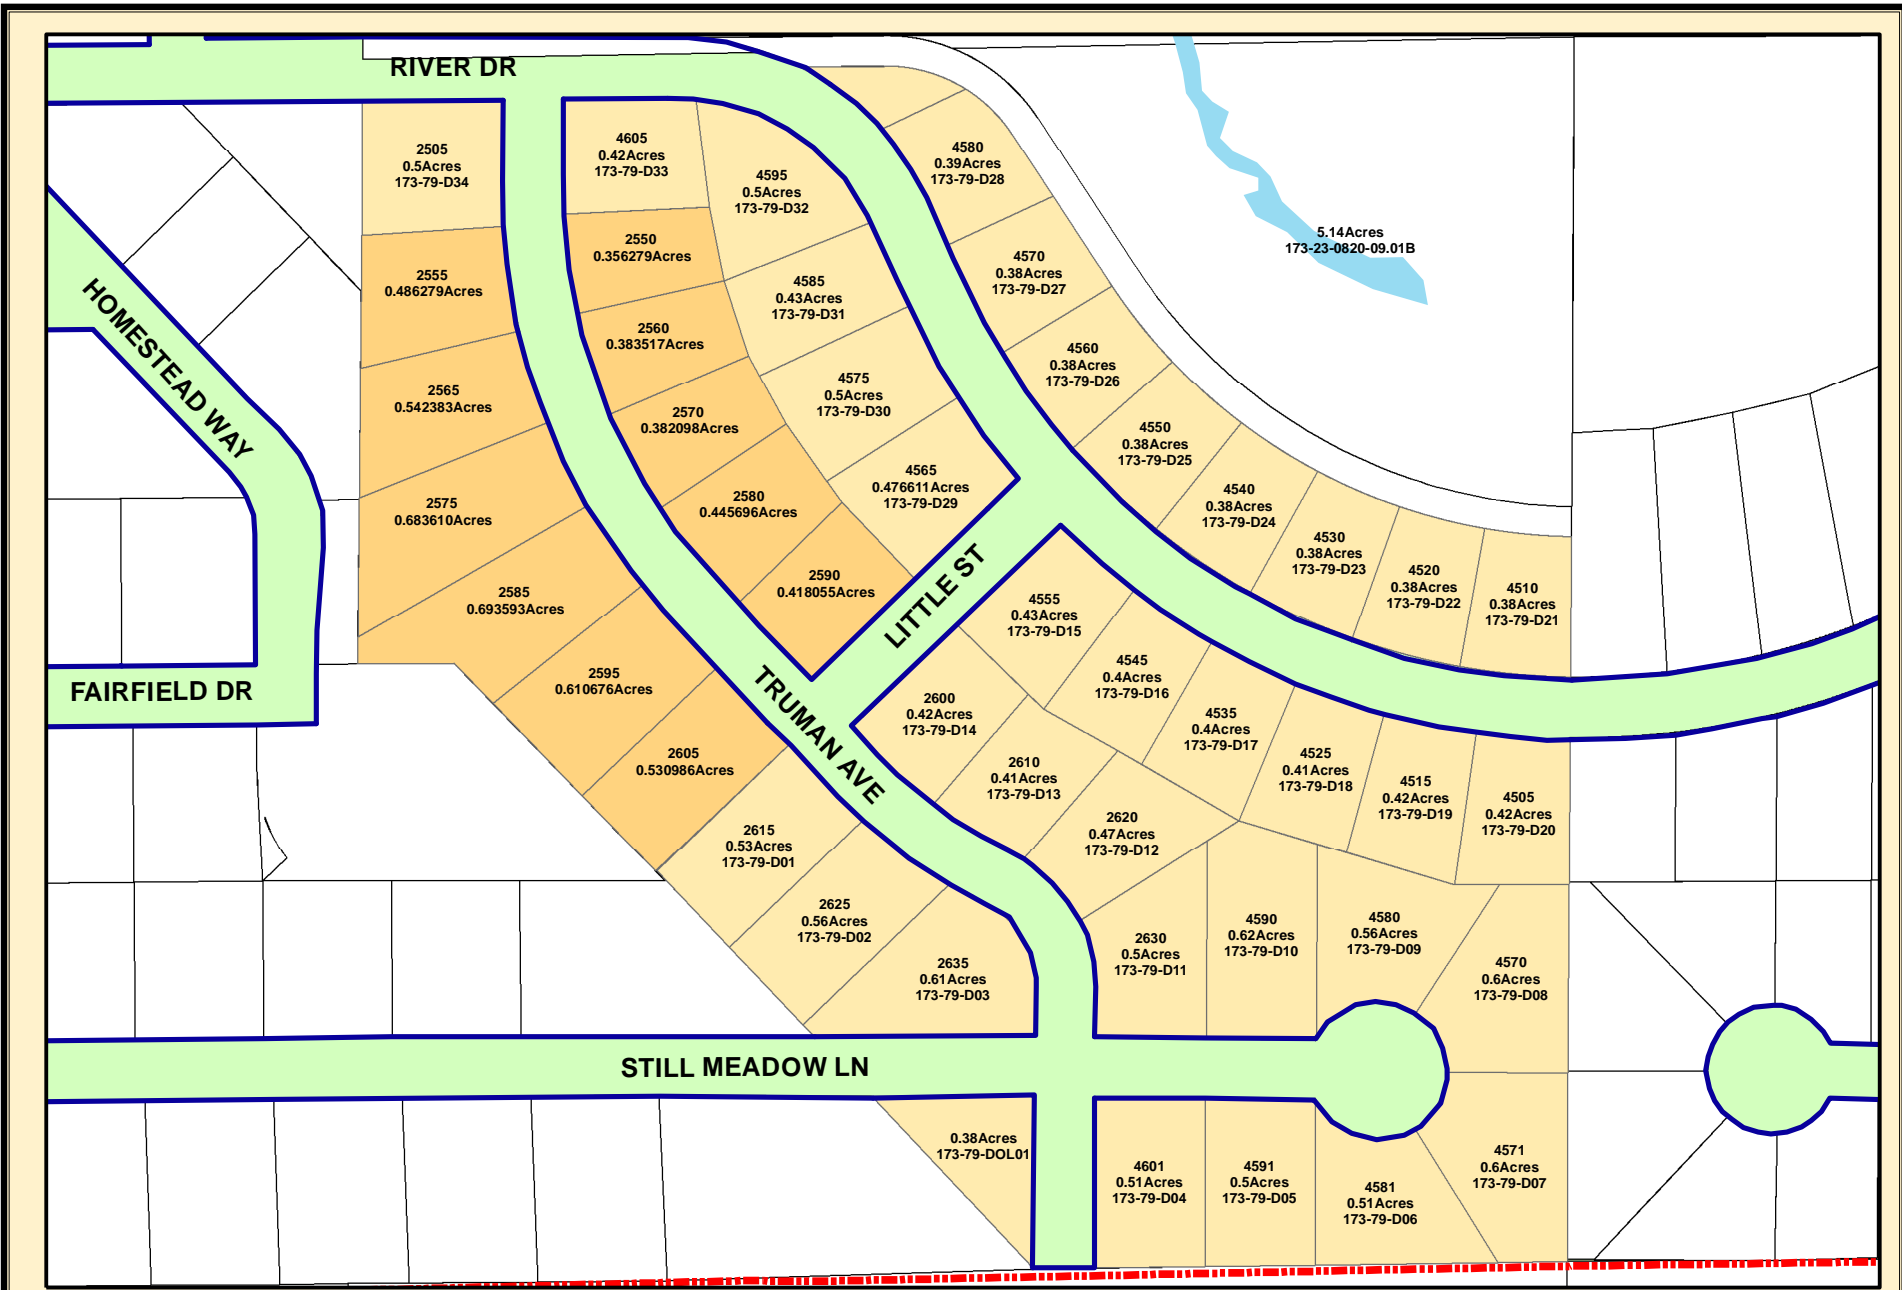 RIVER DR
2505
0.5Acres
173-79-D34
4605
0.42Acres
173-79-D33
4595
0.5Acres
173-79-D32
4580
0.39Acres
173-79-D28
5.14Acres
173-23-0820-09.01B
2555
0.486279Acres
2550
0.356279Acres
4585
0.43Acres
173-79-D31
4570
0.38Acres
173-79-D27
HOMESTEAD WAY
2560
0.383517Acres
4560
0.38Acres
173-79-D26
2565
0.542383Acres
2570
0.382098Acres
4575
0.5Acres
173-79-D30
4550
0.38Acres
173-79-D25
2575
0.683610Acres
2580
0.445696Acres
4565
0.476611Acres
173-79-D29
4540
0.38Acres
173-79-D24
4530
0.38Acres
173-79-D23
4520
0.38Acres
173-79-D22
4510
0.38Acres
173-79-D21
2585
0.693593Acres
2590
0.418055Acres
LITTLE ST
4555
0.43Acres
173-79-D15
FAIRFIELD DR
2595
0.610676Acres
TRUMAN AVE
2600
0.42Acres
173-79-D14
4545
0.4Acres
173-79-D16
4535
0.4Acres
173-79-D17
2605
0.530986Acres
2610
0.41Acres
173-79-D13
4525
0.41Acres
173-79-D18
4515
0.42Acres
173-79-D19
4505
0.42Acres
173-79-D20
2615
0.53Acres
173-79-D01
2620
0.47Acres
173-79-D12
2625
0.56Acres
173-79-D02
2635
0.61Acres
173-79-D03
2630
0.5Acres
173-79-D11
4590
0.62Acres
173-79-D10
4580
0.56Acres
173-79-D09
4570
0.6Acres
173-79-D08
STILL MEADOW LN
0.38Acres
173-79-DOL01
4601
0.51Acres
173-79-D04
4591
0.5Acres
173-79-D05
4581
0.51Acres
173-79-D06
4571
0.6Acres
173-79-D07